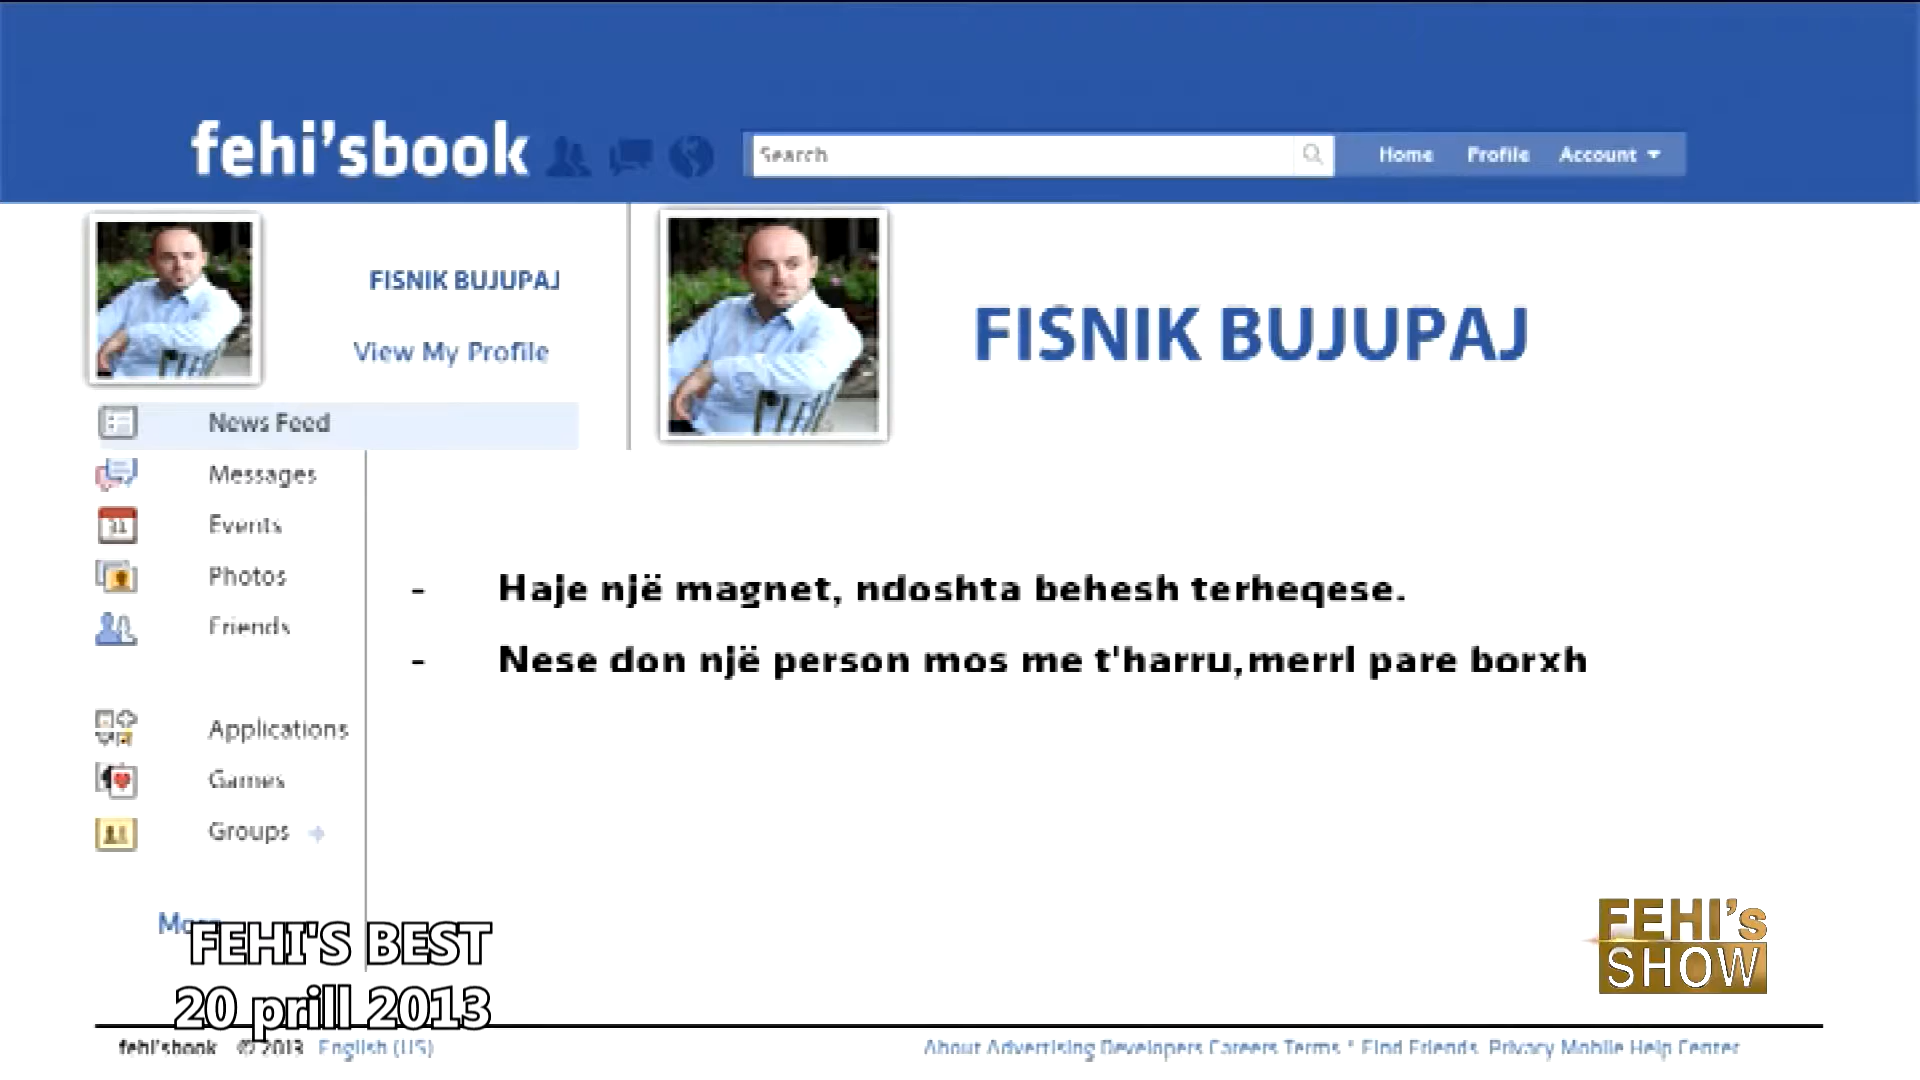 fehi'sbook
Search
Home Profile Account
FISNIK BUJUPAJ
View My Profile
FISNIK BUJUPAJ
News Feed
Messages
31
Events
Photos
Friends
Applications
Games
Groups
- Haje një magnet, ndoshta behesh terheqese.
- Nese don një person mos me t'harru,merrl pare borxh
FEHI'S BEST
20 prill 2013
FEHI's
SHOW
fehi'sbook © 2013 English (US)
About Advertising Developers Careers Terms * Find Friends Privacy Mobile Help Center